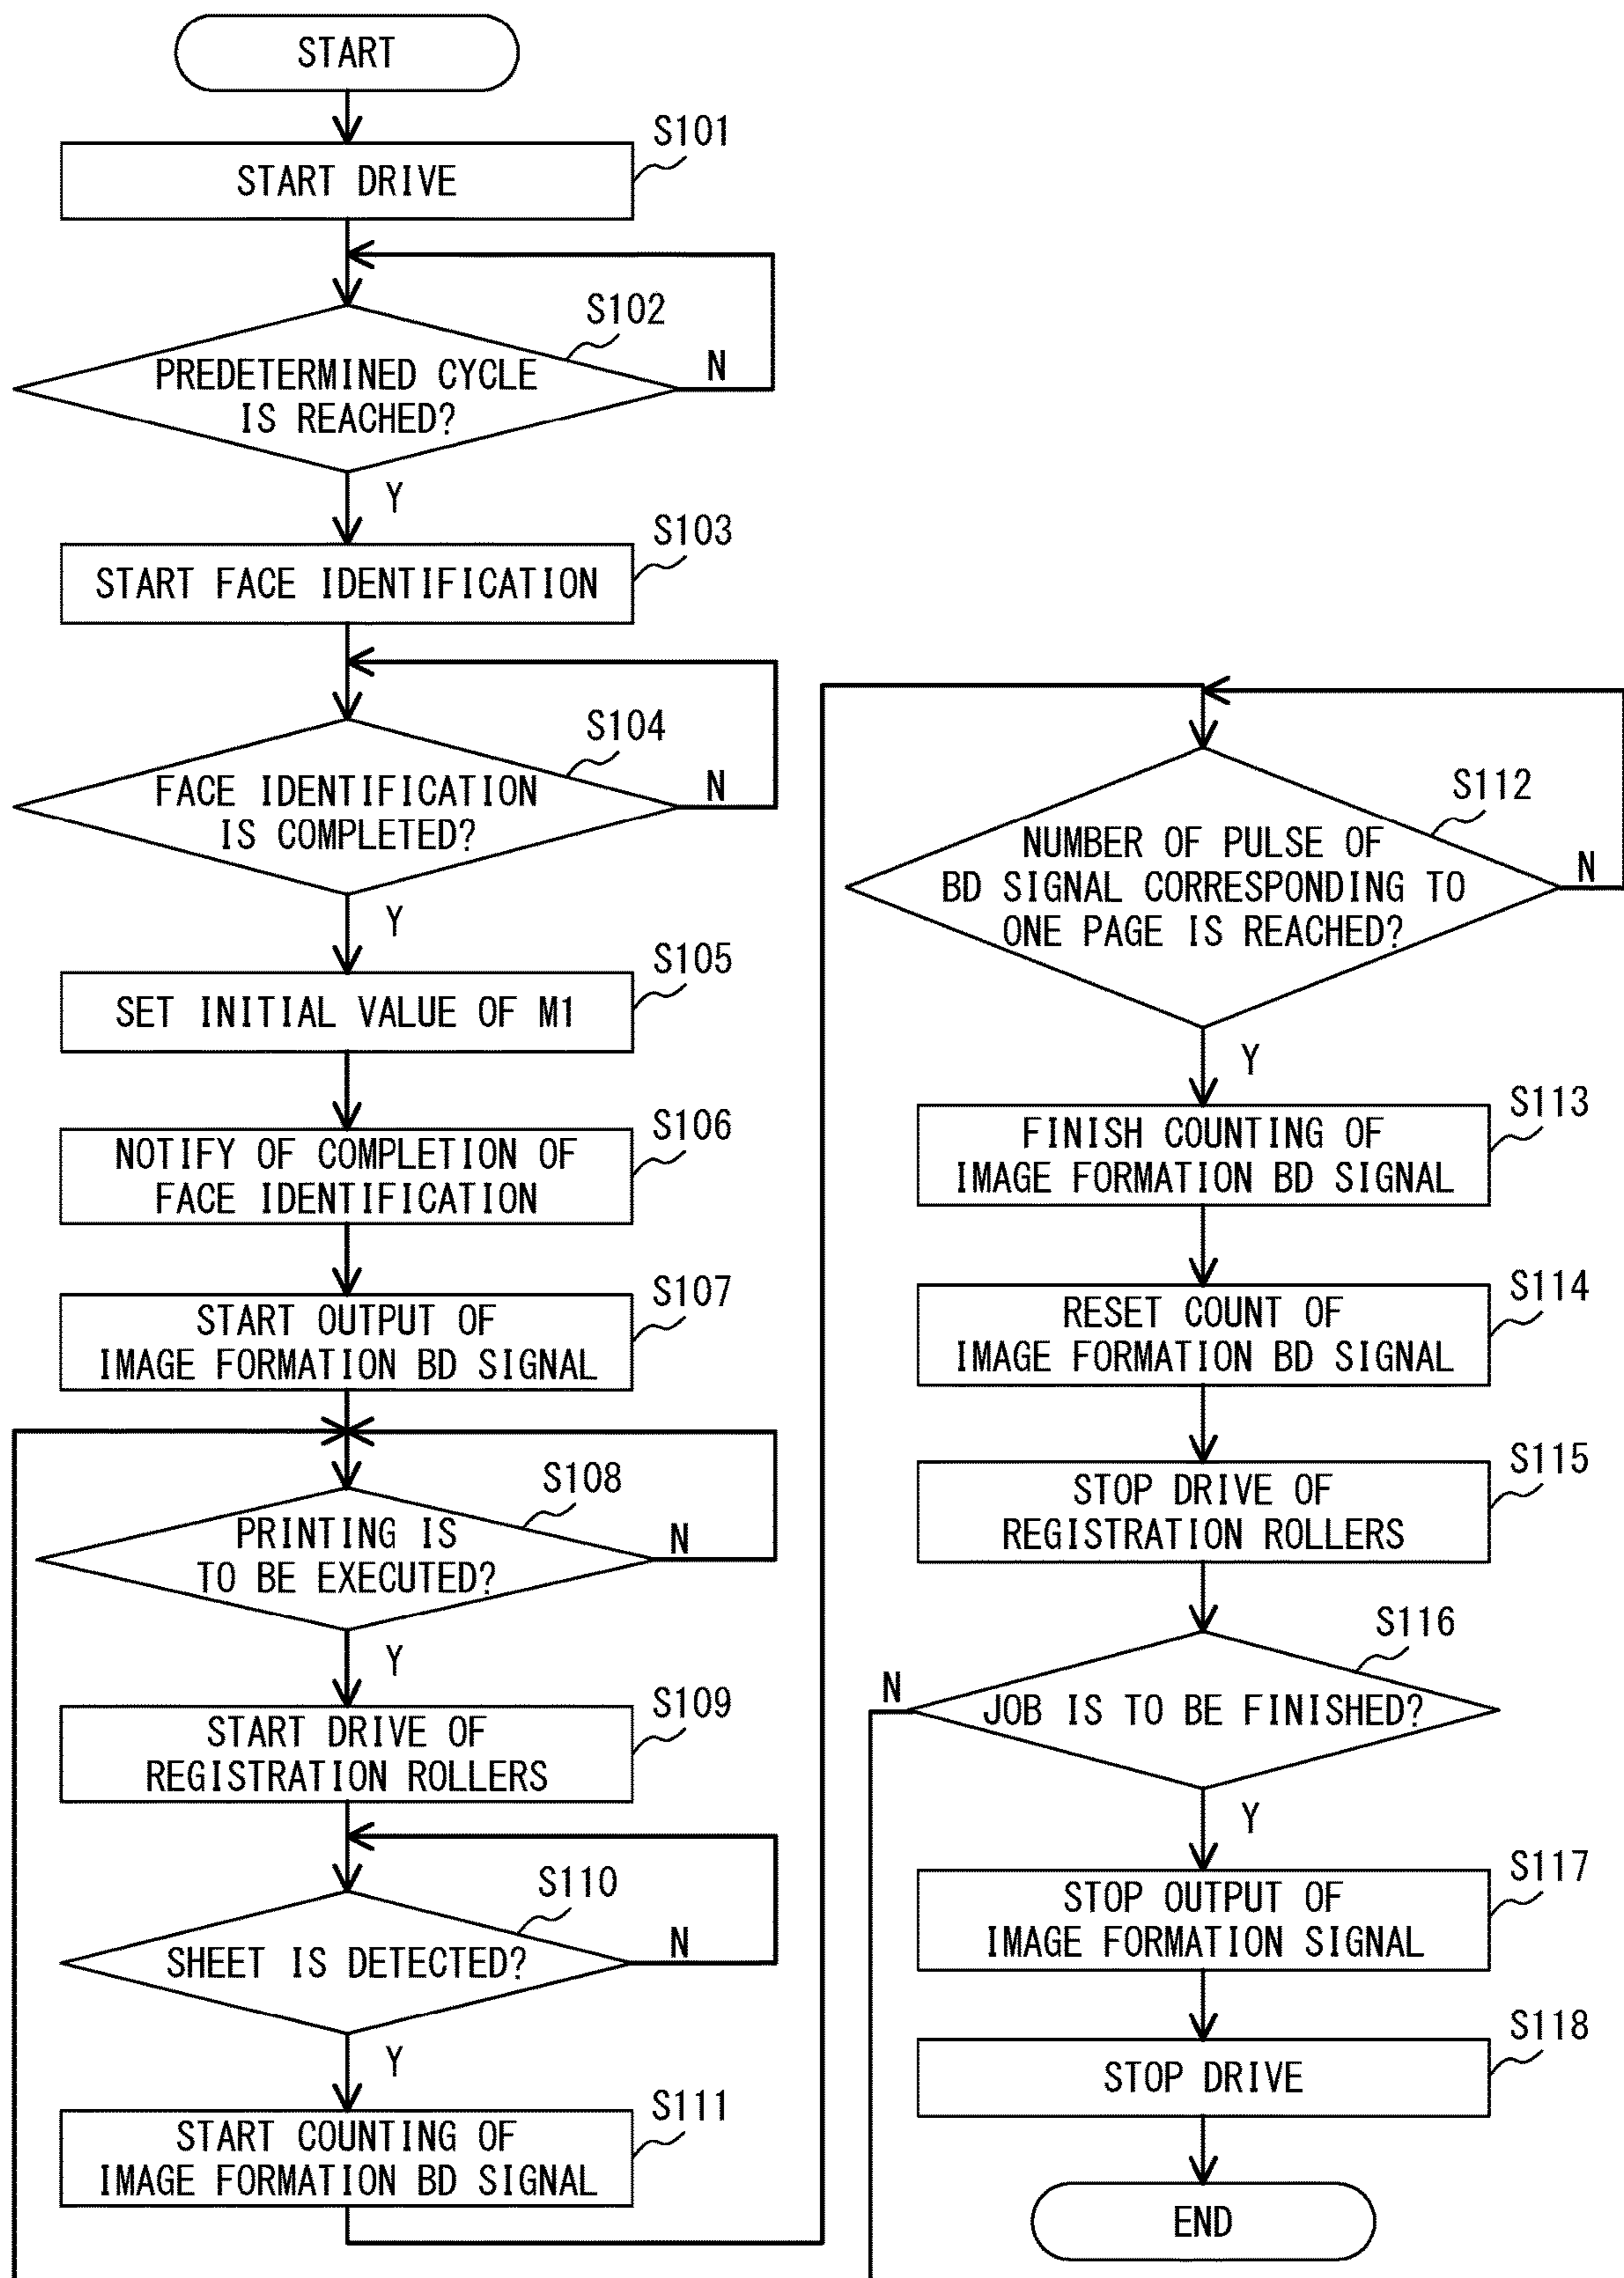 START
S101
START DRIVE
S102
PREDETERMINED CYCLE
IS REACHED?
N
Y
S103
START FACE IDENTIFICATION
S104
FACE IDENTIFICATION
IS COMPLETED?
N
Y
S105
SET INITIAL VALUE OF M1
S106
NOTIFY OF COMPLETION OF
FACE IDENTIFICATION
S107
START OUTPUT OF
IMAGE FORMATION BD SIGNAL
S108
PRINTING IS
TO BE EXECUTED?
N
Y
S109
START DRIVE OF
REGISTRATION ROLLERS
S110
SHEET IS DETECTED?
N
Y
S111
START COUNTING OF
IMAGE FORMATION BD SIGNAL
S112
NUMBER OF PULSE OF
BD SIGNAL CORRESPONDING TO
ONE PAGE IS REACHED?
N
Y
S113
FINISH COUNTING OF
IMAGE FORMATION BD SIGNAL
S114
RESET COUNT OF
IMAGE FORMATION BD SIGNAL
S115
STOP DRIVE OF
REGISTRATION ROLLERS
S116
N
JOB IS TO BE FINISHED?
Y
S117
STOP OUTPUT OF
IMAGE FORMATION SIGNAL
S118
STOP DRIVE
END